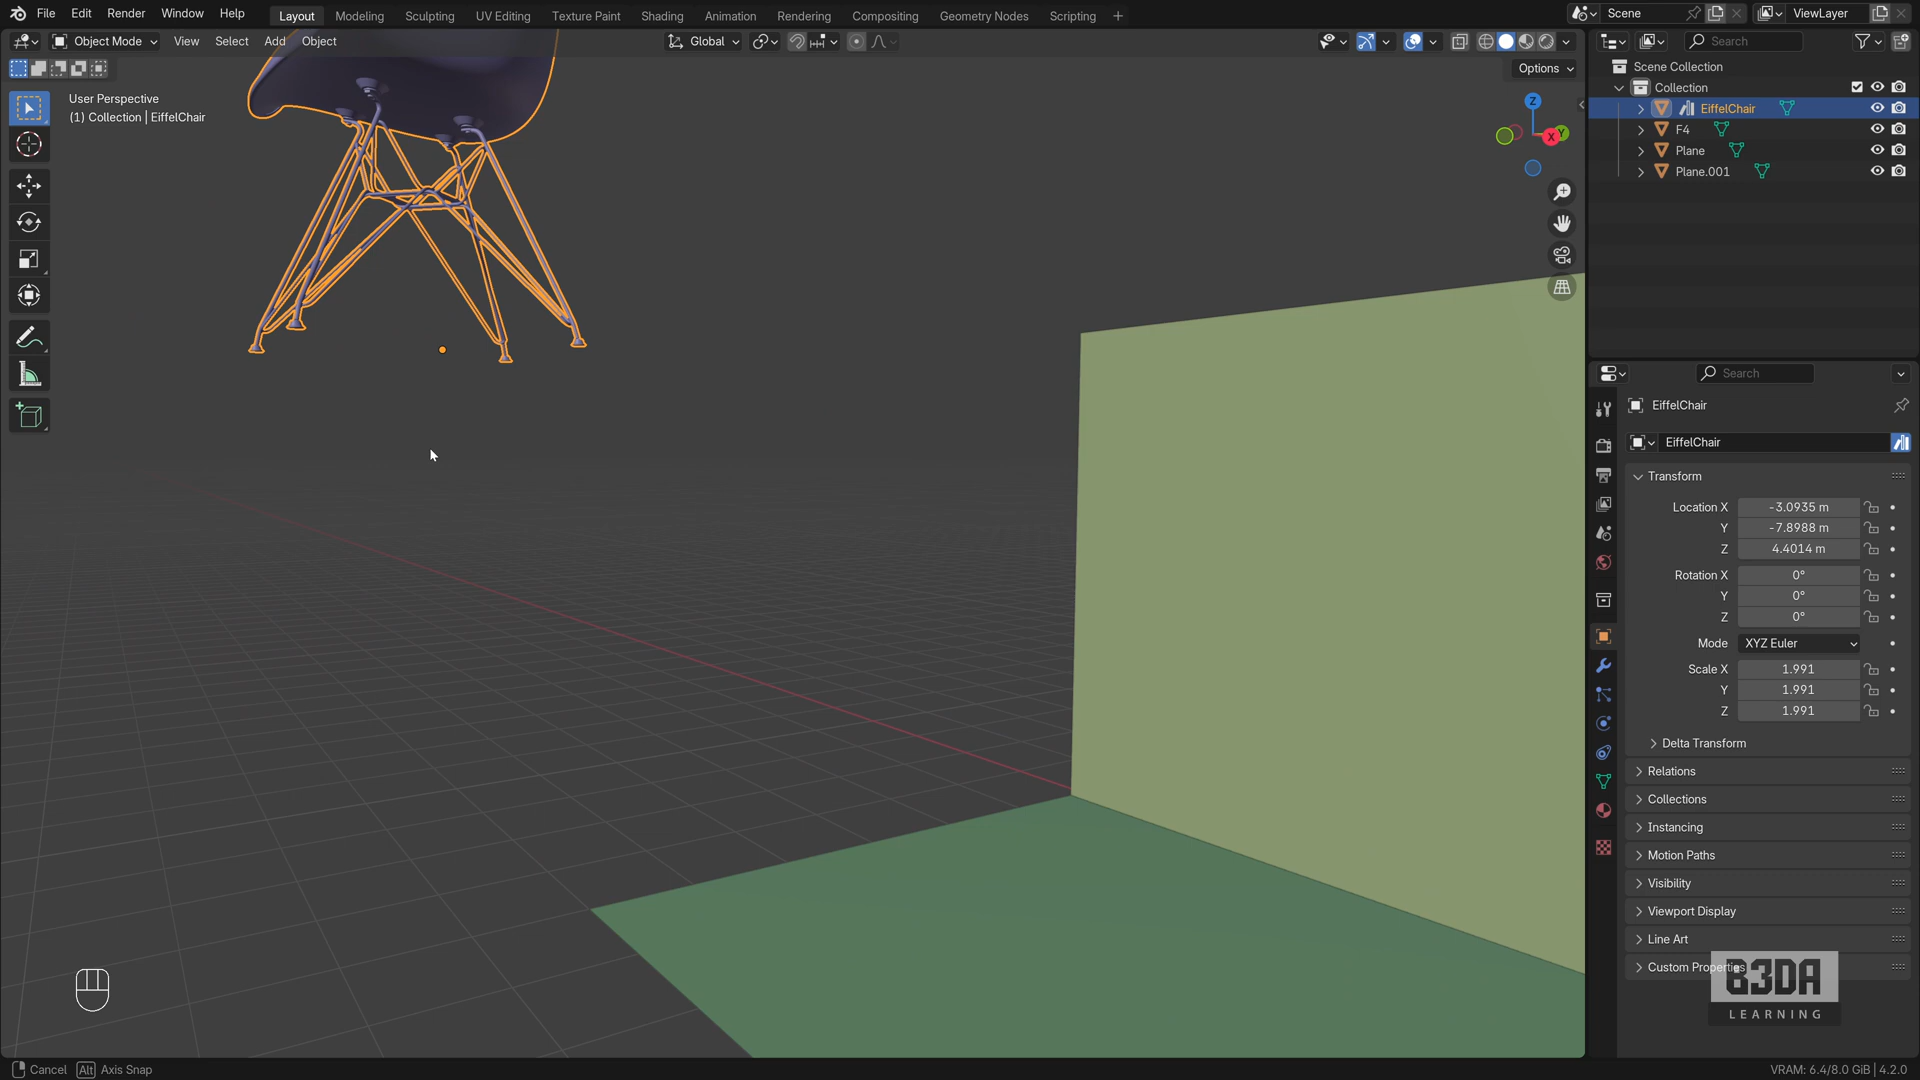 File Edit Render Window Help Layout Modeling Sculpting UV Editing Texture Paint Shading Animation Rendering Compositing Geometry Nodes Scripting + Scene ViewLayer
Object Mode View Select Add Object Global Search
Options
User Perspective
(1) Collection | EiffelChair
Z
X
Y
Scene Collection
Collection
EiffelChair
F4
Plane
Plane.001
Search
EiffelChair
EiffelChair
Transform
Location X -3.0935 m
Y -7.8988 m
Z 4.4014 m
Rotation X 0°
Y 0°
Z 0°
Mode XYZ Euler
Scale X 1.991
Y 1.991
Z 1.991
Delta Transform
Relations
Collections
Instancing
Motion Paths
Visibility
Viewport Display
Line Art
Custom Properties
B3DA
LEARNING
Cancel Alt Axis Snap
VRAM: 6.4/8.0 GiB | 4.2.0